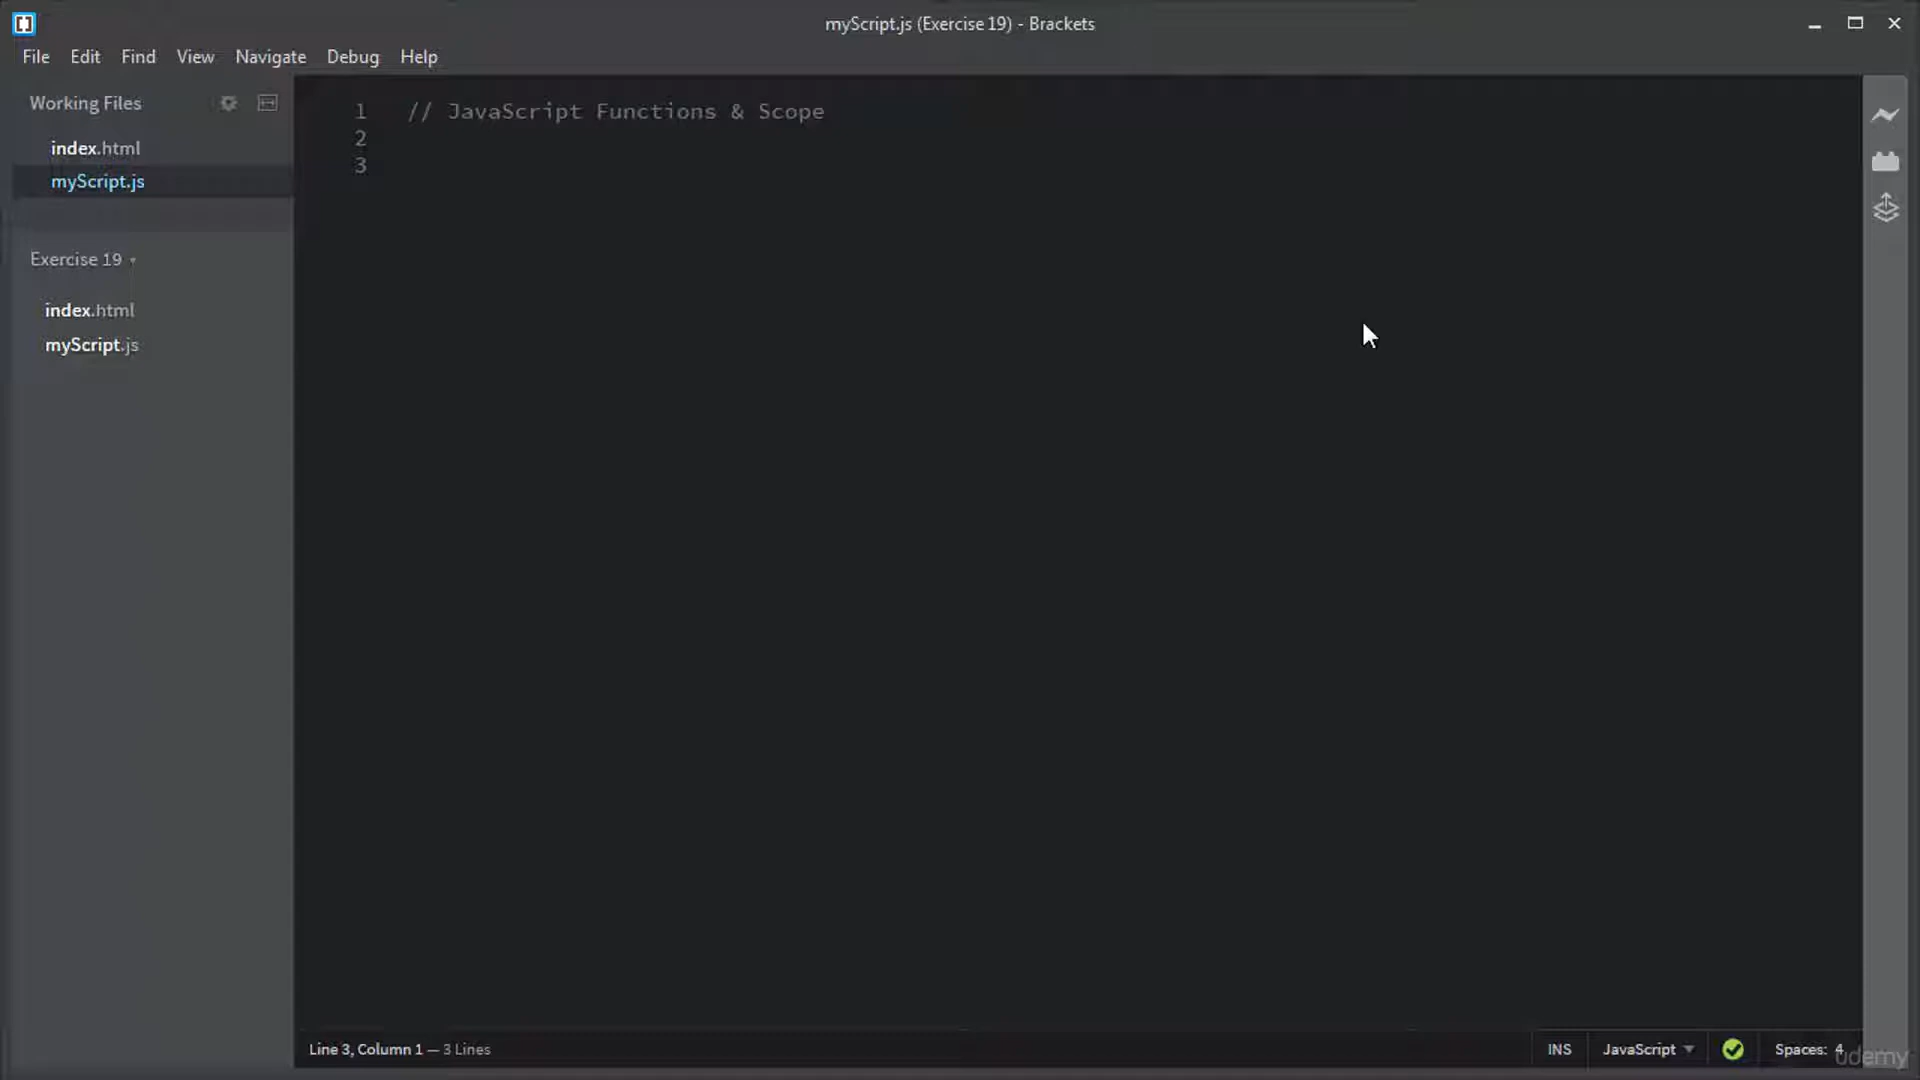 myScript.js (Exercise 19) - Brackets
File Edit Find View Navigate Debug Help
Working Files
index.html
myScript.js
Exercise 19
index.html
myScript.js
1 // JavaScript Functions & Scope
2
3
Line 3, Column 1 — 3 Lines
INS JavaScript Spaces: 4
udemy